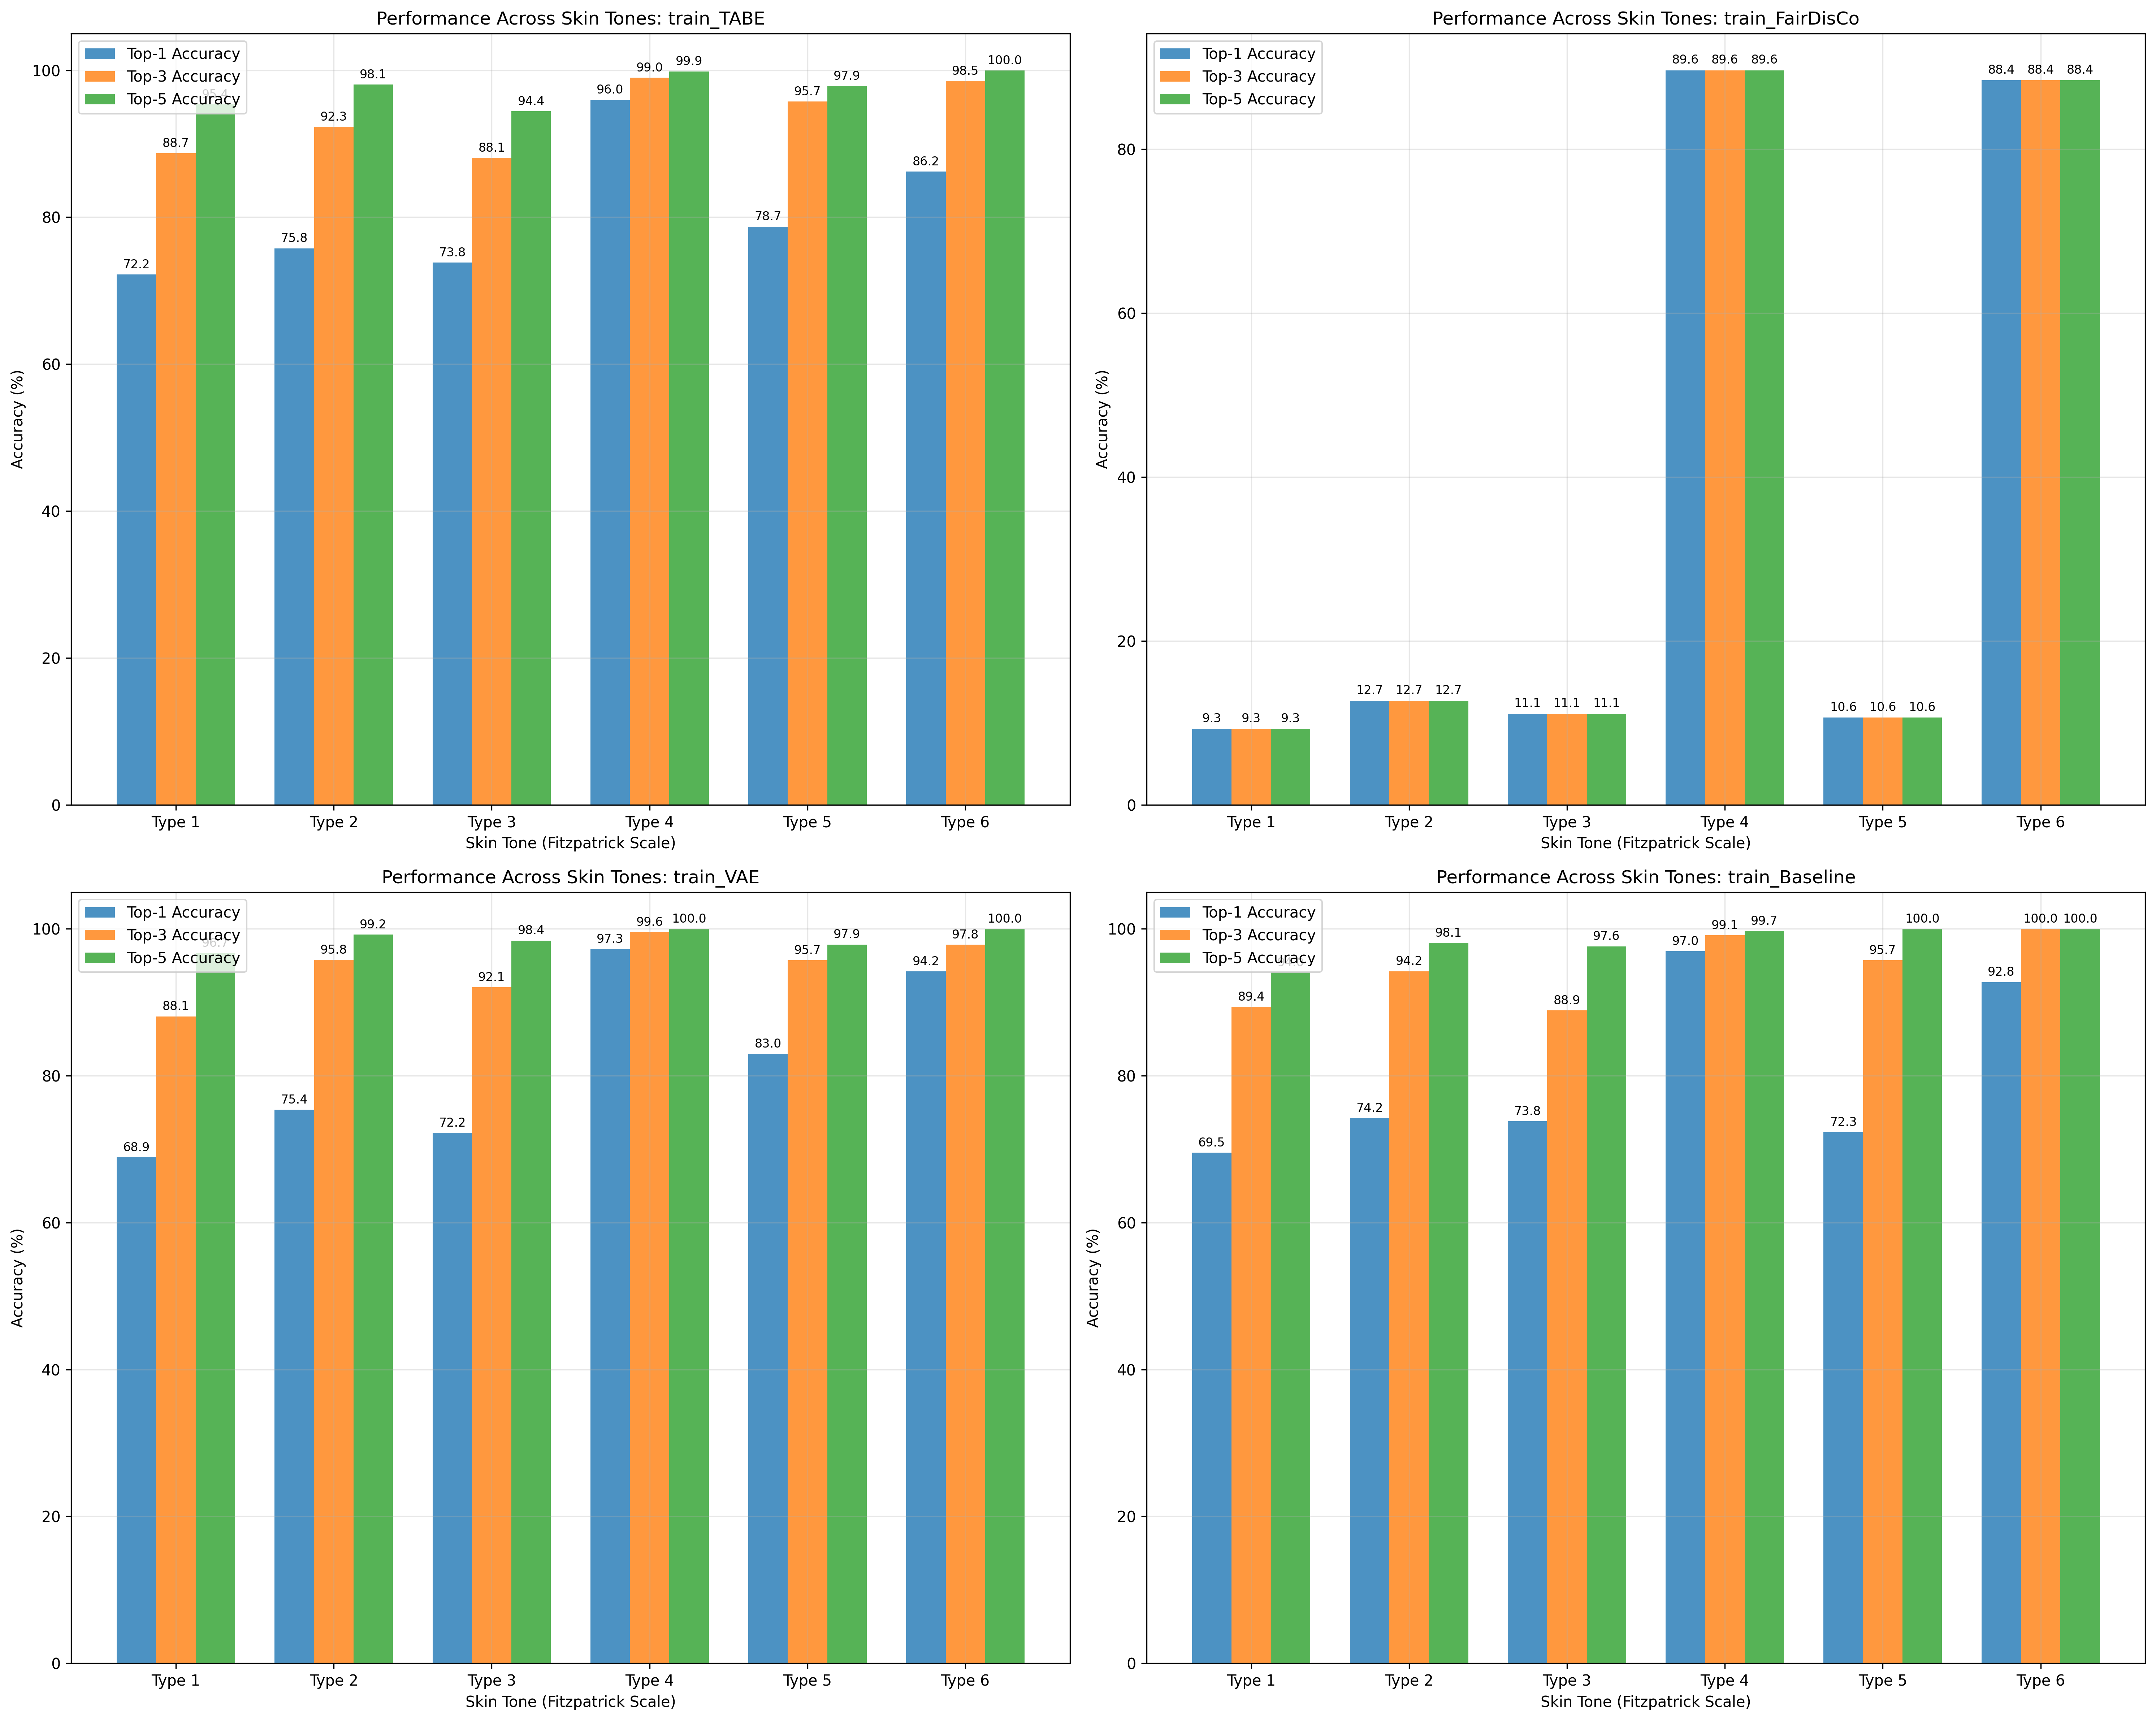 Performance Across Skin Tones: train_TABE
Top-1 Accuracy
Top-3 Accuracy
Top-5 Accuracy
Accuracy (%)
100
80
60
40
20
0
72.2 88.7 95.4
75.8 92.3 98.1
73.8 88.1 94.4
96.0 99.0 99.9
78.7 95.7 97.9
86.2 98.5 100.0
Type 1 Type 2 Type 3 Type 4 Type 5 Type 6
Skin Tone (Fitzpatrick Scale)
Performance Across Skin Tones: train_FairDisCo
Top-1 Accuracy
Top-3 Accuracy
Top-5 Accuracy
Accuracy (%)
80
60
40
20
0
9.3 9.3 9.3
12.7 12.7 12.7
11.1 11.1 11.1
89.6 89.6 89.6
10.6 10.6 10.6
88.4 88.4 88.4
Type 1 Type 2 Type 3 Type 4 Type 5 Type 6
Skin Tone (Fitzpatrick Scale)
Performance Across Skin Tones: train_VAE
Top-1 Accuracy
Top-3 Accuracy
Top-5 Accuracy
Accuracy (%)
100
80
60
40
20
0
68.9 88.1 96.7
75.4 95.8 99.2
72.2 92.1 98.4
97.3 99.6 100.0
83.0 95.7 97.9
94.2 97.8 100.0
Type 1 Type 2 Type 3 Type 4 Type 5 Type 6
Skin Tone (Fitzpatrick Scale)
Performance Across Skin Tones: train_Baseline
Top-1 Accuracy
Top-3 Accuracy
Top-5 Accuracy
Accuracy (%)
100
80
60
40
20
0
69.5 89.4
74.2 94.2 98.1
73.8 88.9 97.6
97.0 99.1 99.7
72.3 95.7 100.0
92.8 100.0 100.0
Type 1 Type 2 Type 3 Type 4 Type 5 Type 6
Skin Tone (Fitzpatrick Scale)